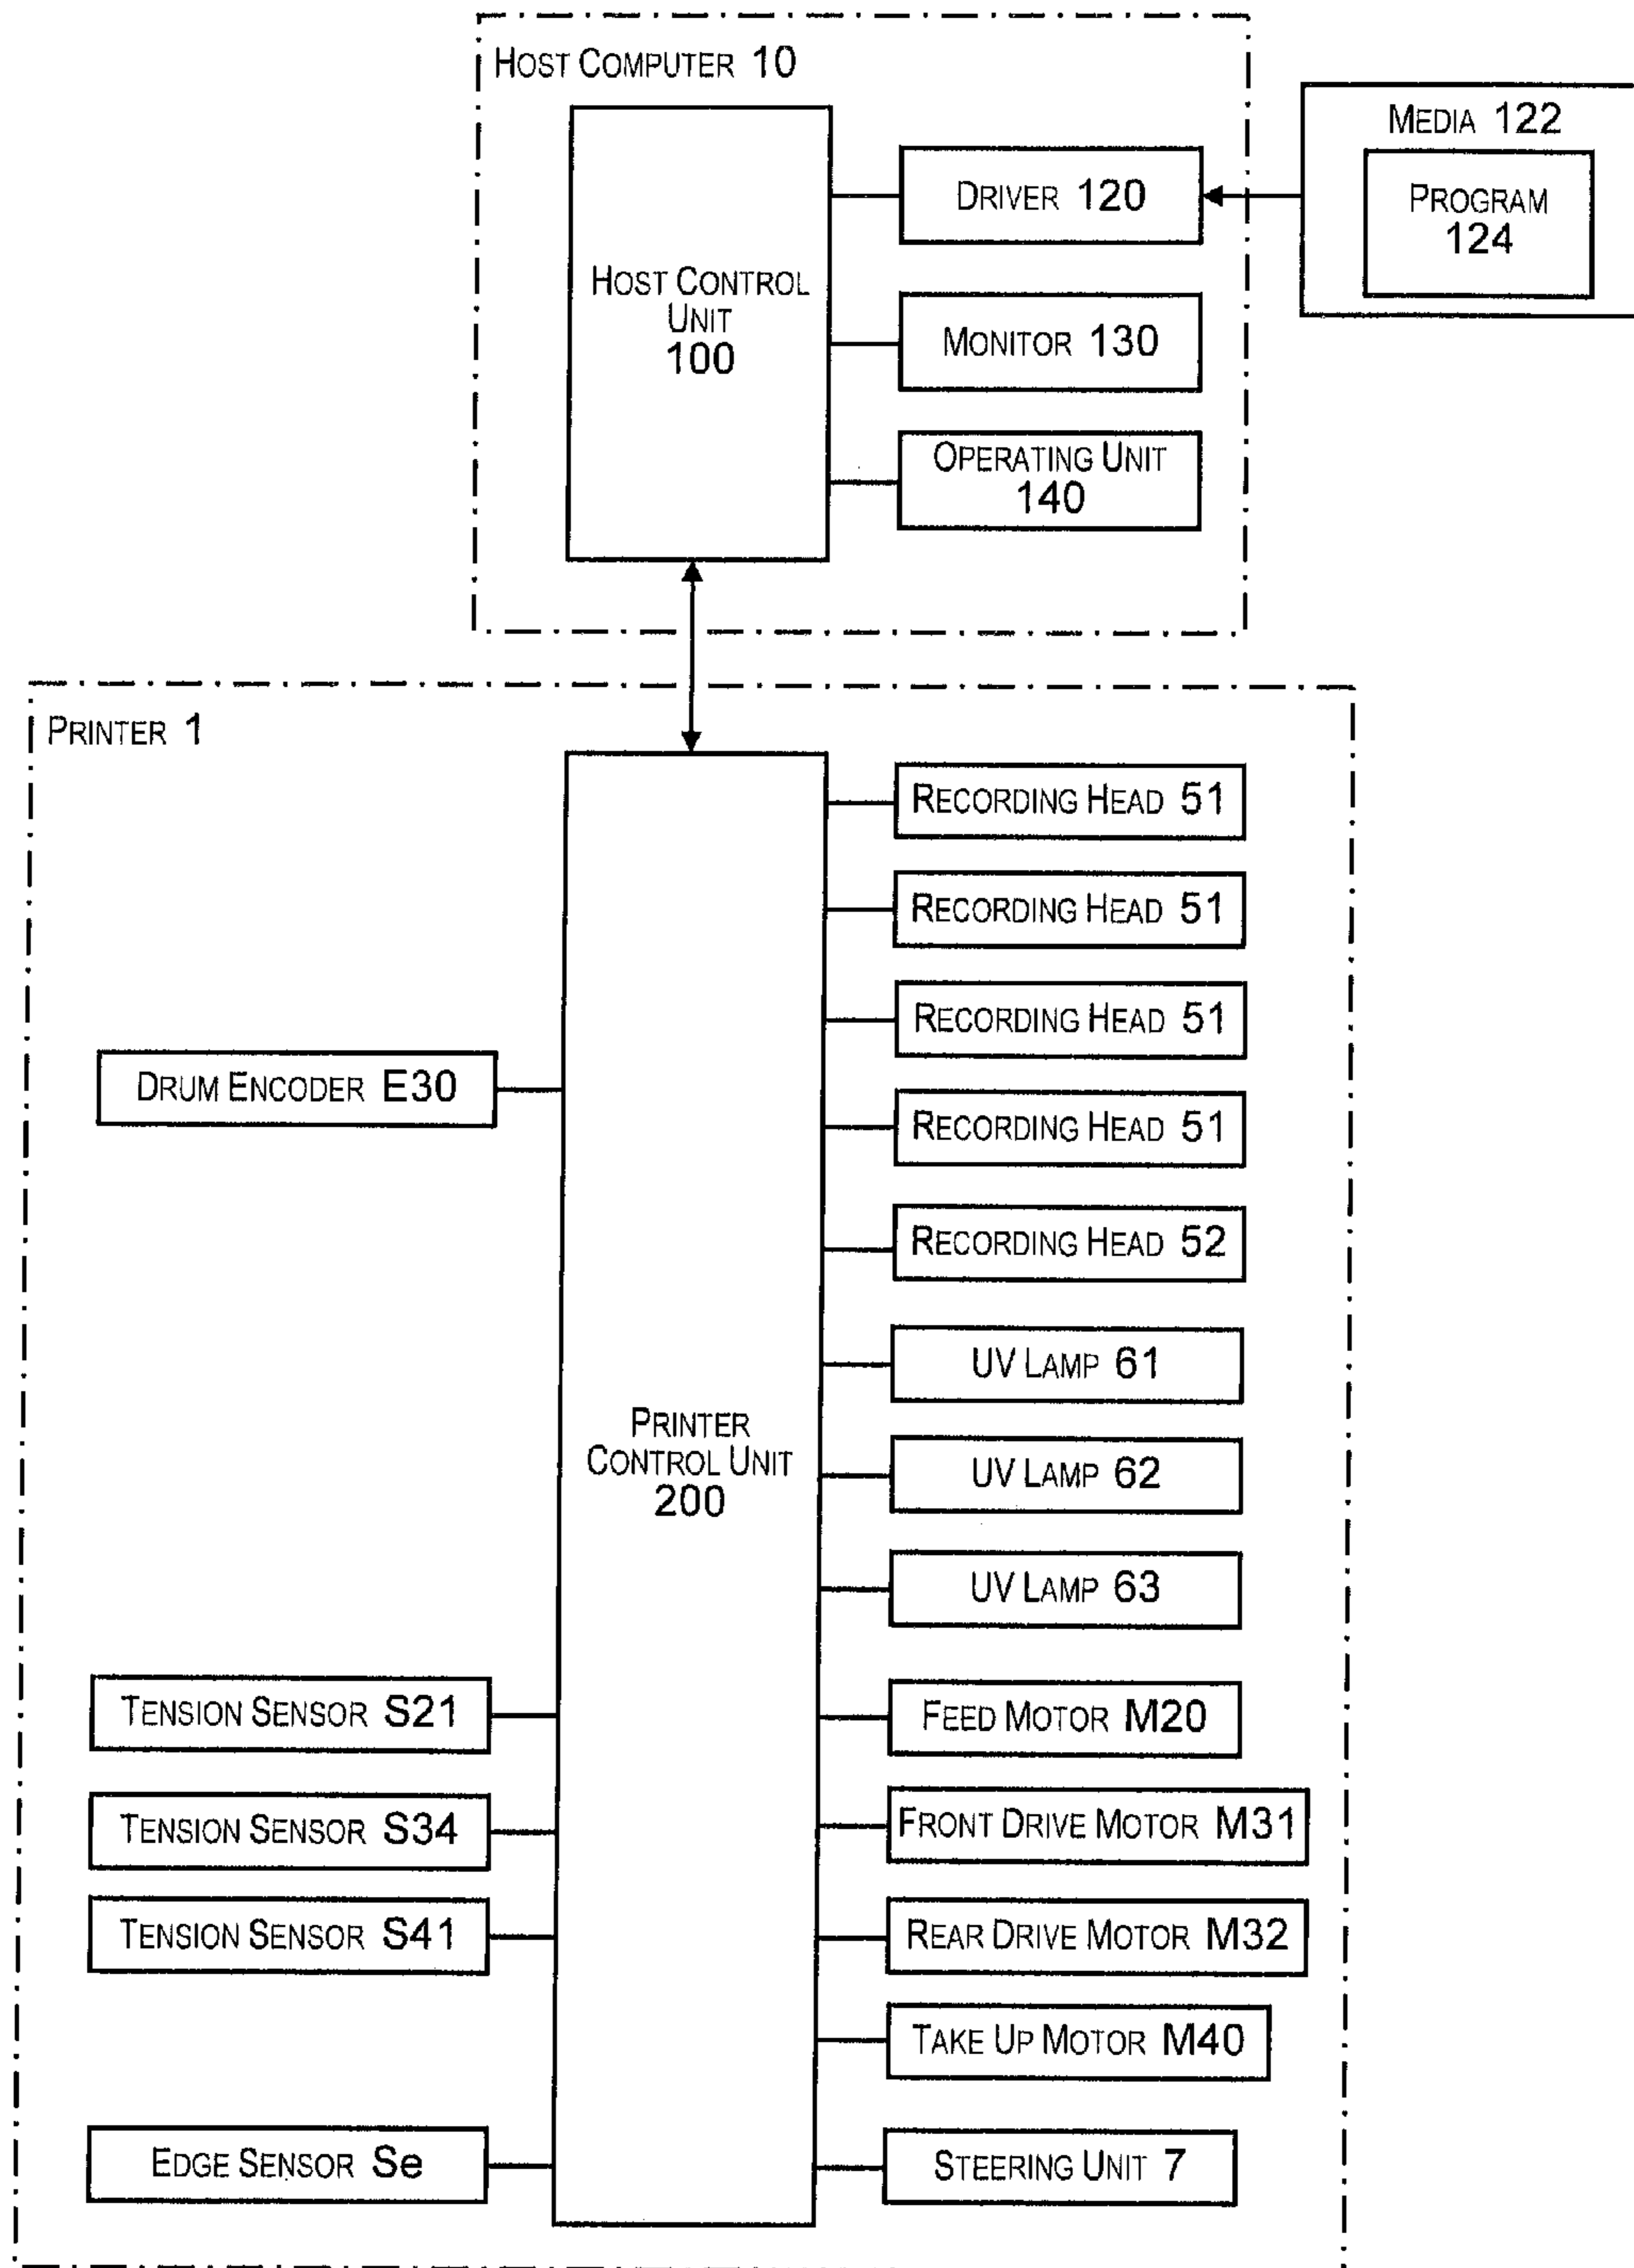 HOST COMPUTER 10
MEDIA 122
PROGRAM
124
DRIVER 120
HOST CONTROL
UNIT
100
MONITOR 130
OPERATING UNIT
140
PRINTER 1
RECORDING HEAD 51
RECORDING HEAD 51
RECORDING HEAD 51
DRUM ENCODER E30
RECORDING HEAD 51
RECORDING HEAD 52
UV LAMP 61
PRINTER
CONTROL UNIT
200
UV LAMP 62
UV LAMP 63
TENSION SENSOR S21
FEED MOTOR M20
TENSION SENSOR S34
FRONT DRIVE MOTOR M31
TENSION SENSOR S41
REAR DRIVE MOTOR M32
TAKE UP MOTOR M40
EDGE SENSOR Se
STEERING UNIT 7